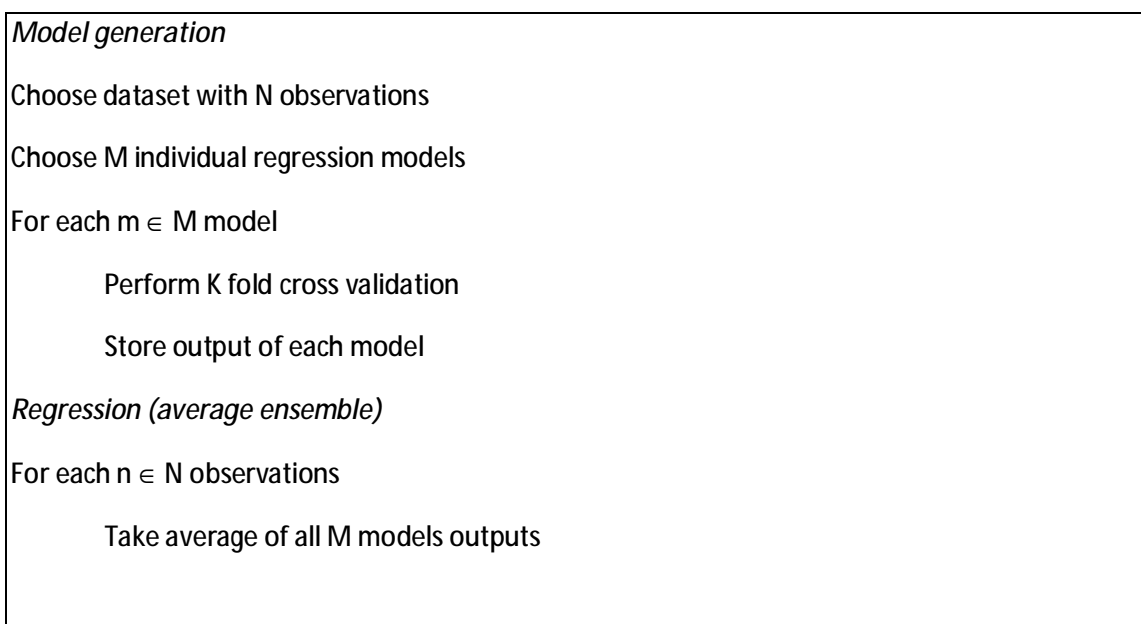 Model generation
Choose dataset with N observations
Choose M individual regression models
For each m ∈ M model
Perform K fold cross validation
Store output of each model
Regression (average ensemble)
For each n ∈ N observations
Take average of all M models outputs